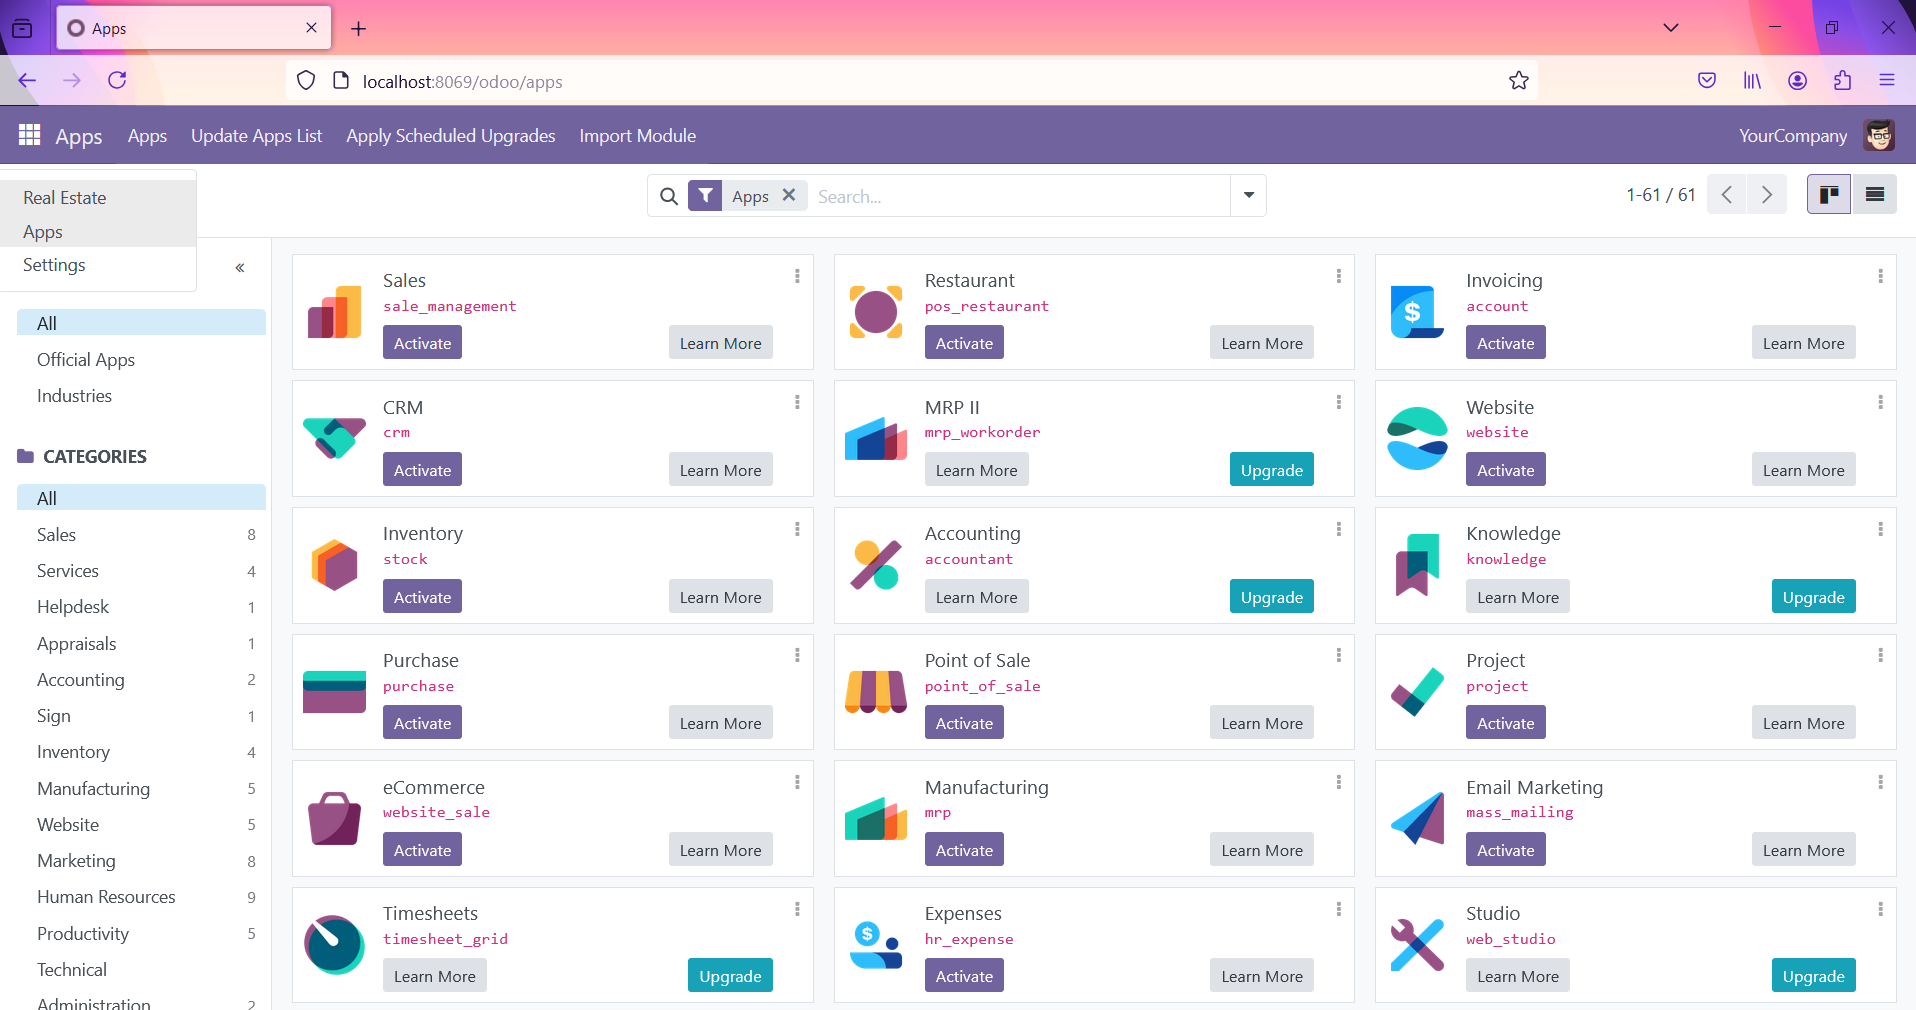 Apps
localhost:8069/odoo/apps
Apps Apps Update Apps List Apply Scheduled Upgrades Import Module YourCompany
Real Estate
Apps
Settings
Apps Search... 1-61 / 61
All
Official Apps
Industries
CATEGORIES
All
Sales 8
Services 4
Helpdesk 1
Appraisals 1
Accounting 2
Sign 1
Inventory 4
Manufacturing 5
Website 5
Marketing 8
Human Resources 9
Productivity 5
Technical
Administration 2
Sales
sale_management
Activate Learn More
Restaurant
pos_restaurant
Activate Learn More
Invoicing
account
Activate Learn More
CRM
crm
Activate Learn More
MRP II
mrp_workorder
Learn More Upgrade
Website
website
Activate Learn More
Inventory
stock
Activate Learn More
Accounting
accountant
Learn More Upgrade
Knowledge
knowledge
Learn More Upgrade
Purchase
purchase
Activate Learn More
Point of Sale
point_of_sale
Activate Learn More
Project
project
Activate Learn More
eCommerce
website_sale
Activate Learn More
Manufacturing
mrp
Activate Learn More
Email Marketing
mass_mailing
Activate Learn More
Timesheets
timesheet_grid
Learn More Upgrade
Expenses
hr_expense
Activate Learn More
Studio
web_studio
Learn More Upgrade